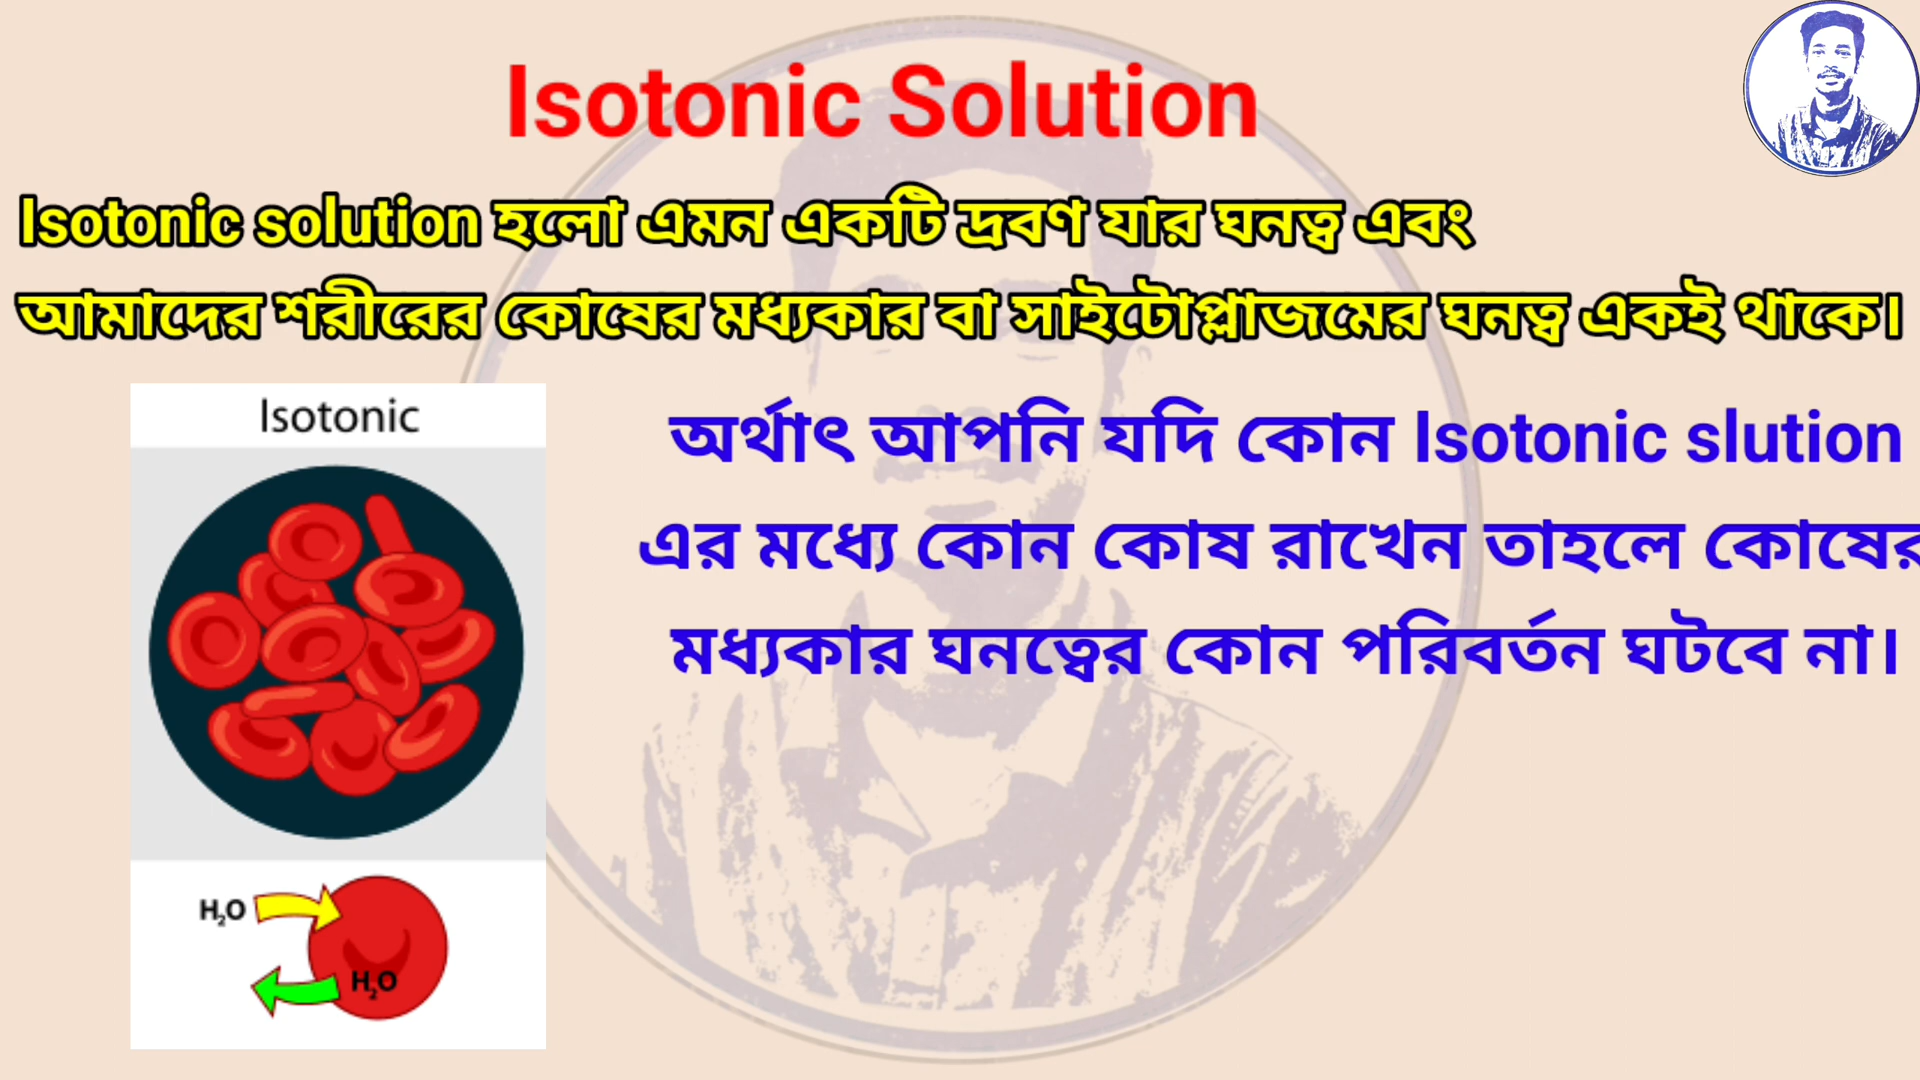 Isotonic Solution
Isotonic solution হলো এমন একটি দ্রবণ যার ঘনত্ব এবং
আমাদের শরীরের কোষের মধ্যকার বা সাইটোপ্লাজমের ঘনত্ব একই থাকে।
Isotonic
অর্থাৎ আপনি যদি কোন Isotonic slution
এর মধ্যে কোন কোষ রাখেন তাহলে কোষের
মধ্যকার ঘনত্বের কোন পরিবর্তন ঘটবে না।
H₂O
H₂O